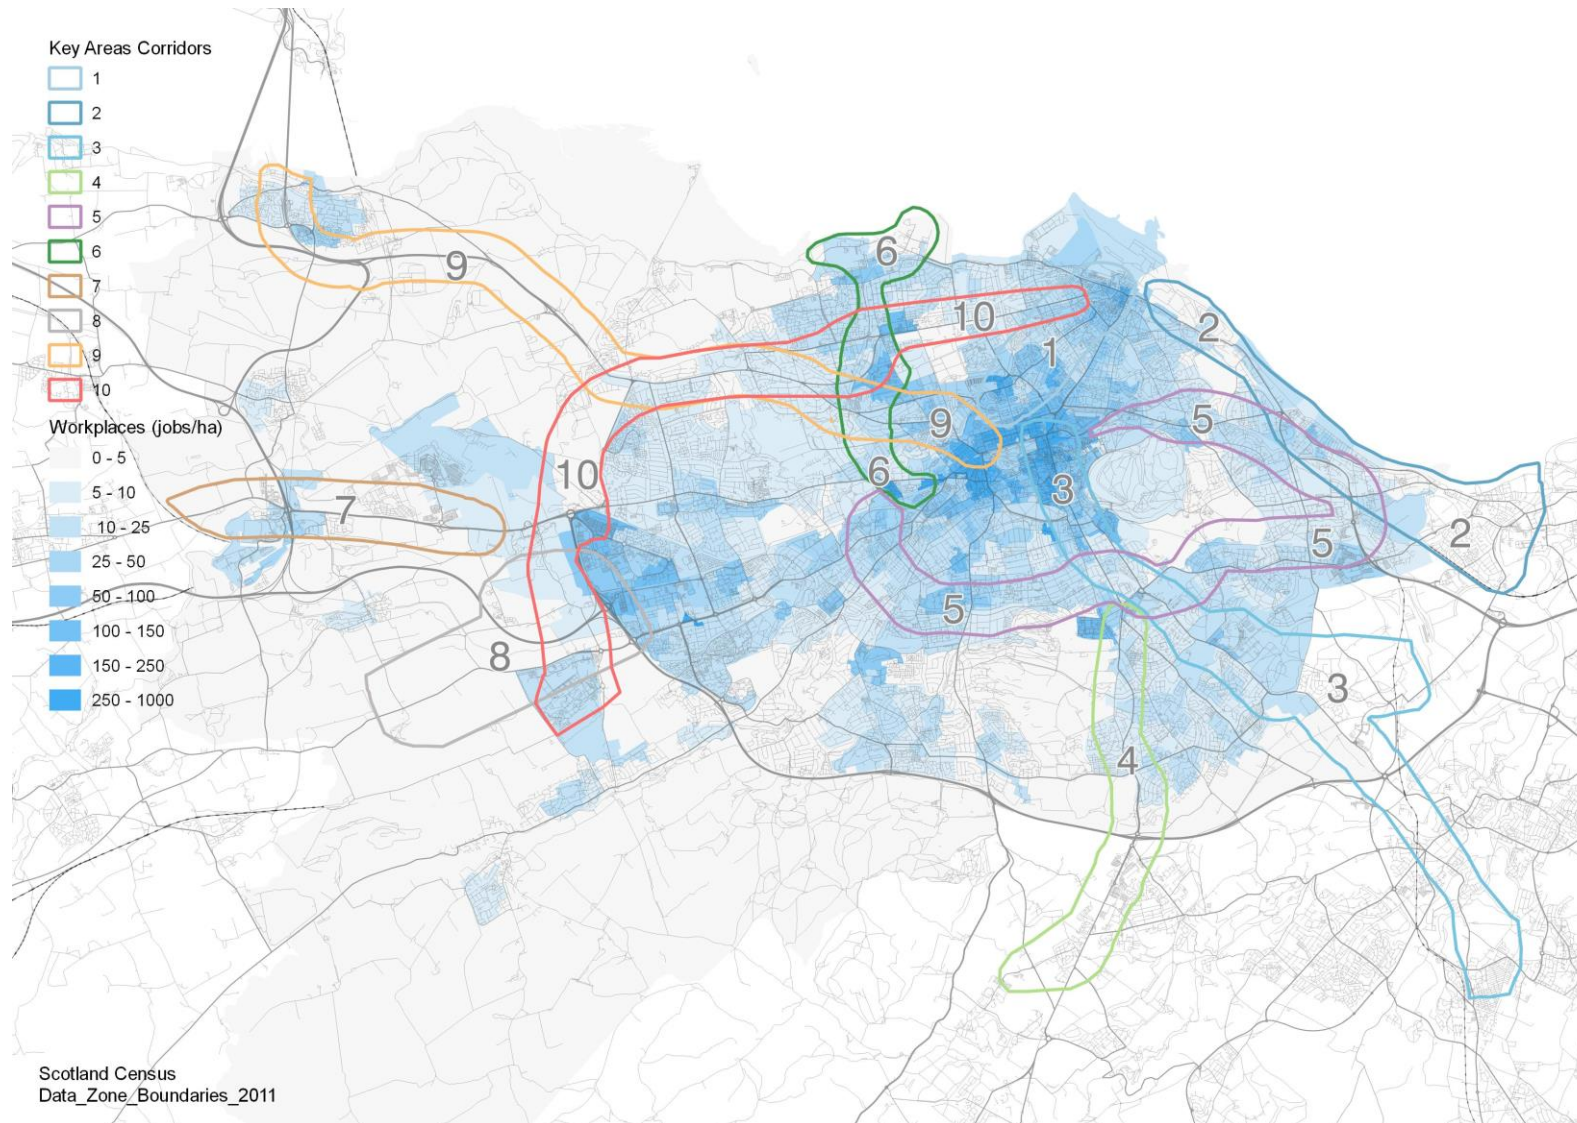 Key Areas Corridors
1
2
3
4
5
6
7
8
9
10
Workplaces (jobs/ha)
0 - 5
5 - 10
10 - 25
25 - 50
50 - 100
100 - 150
150 - 250
250 - 1000
9
6
10
2
1
9
5
10
6
3
7
5
2
5
8
3
4
Scotland Census
Data_Zone_Boundaries_2011